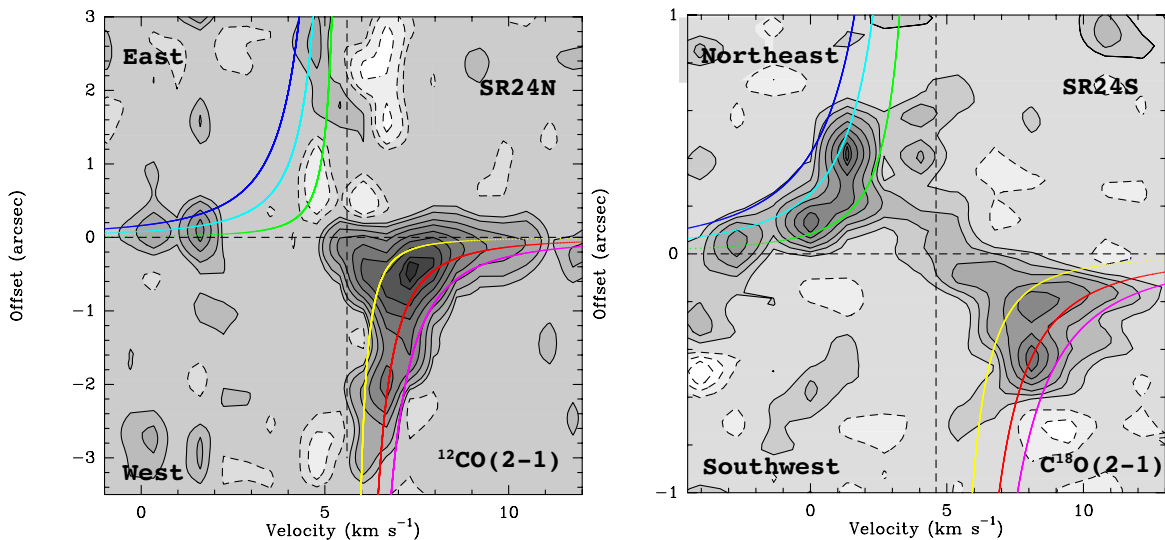 3
East
SR24N
2
1
0
-1
-2
-3
West
¹²CO(2-1)
0
5
10
Velocity (km s⁻¹)
Offset (arcsec)
1
Northeast
SR24S
0
-1
Southwest
C¹⁸O(2-1)
0
5
10
Velocity (km s⁻¹)
Offset (arcsec)